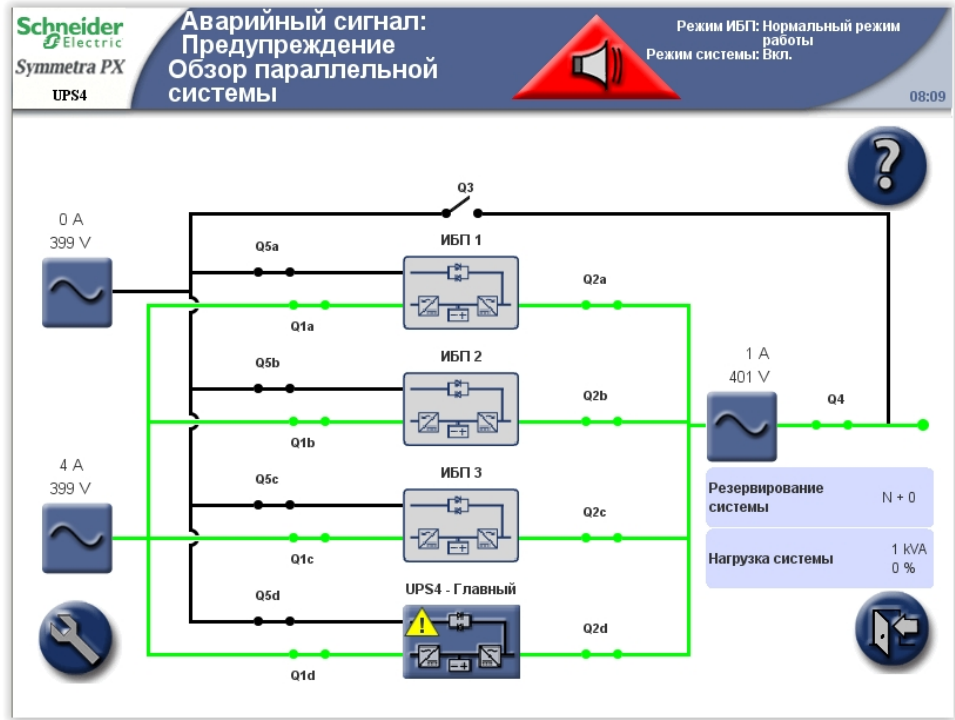 Schneider
Electric
Symmetra PX
UPS4
Аварийный сигнал:
Предупреждение
Обзор параллельной
системы
Режим ИБП: Нормальный режим
работы
Режим системы: Вкл.
08:09
Q3
0 A
399 V
Q5a
ИБП 1
Q2a
Q1a
Q5b
ИБП 2
Q2b
Q1b
1 A
401 V
Q4
4 A
399 V
Q5c
ИБП 3
Q2c
Q1c
Резервирование
системы
N + 0
Нагрузка системы
1 kVA
0 %
Q5d
UPS4 - Главный
Q2d
Q1d